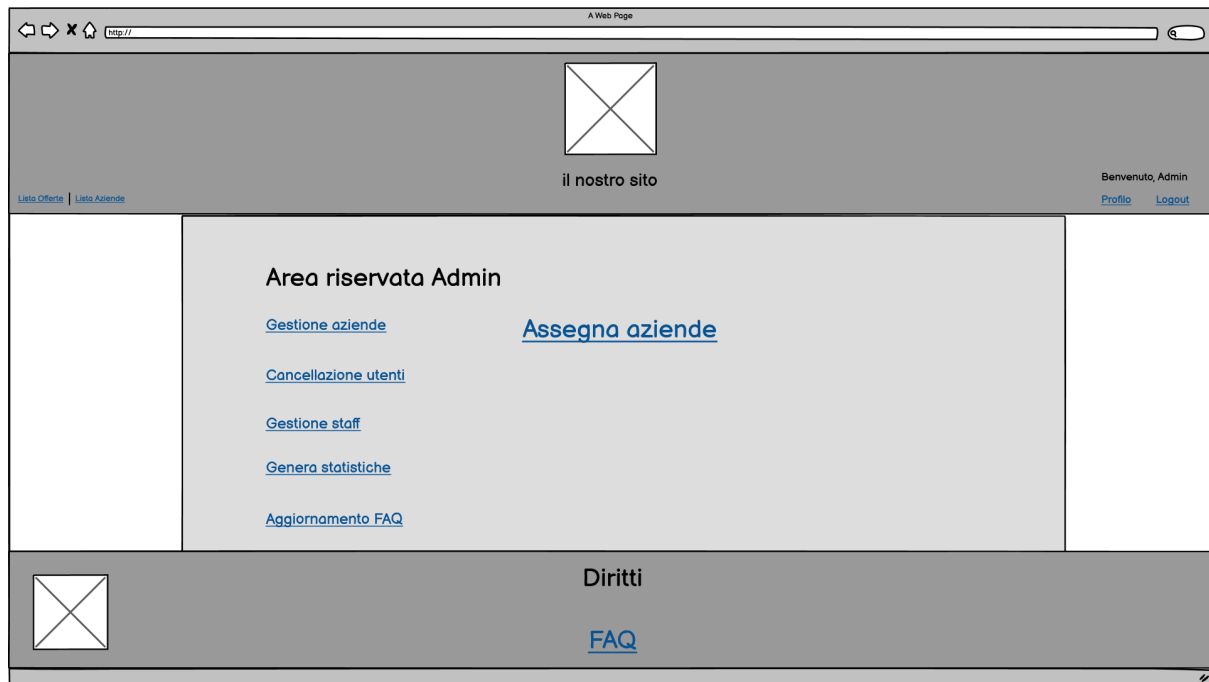 A Web Page
http://
il nostro sito
Benvenuto, Admin
Lista Offerte | Lista Aziende
Profilo Logout
Area riservata Admin
Gestione aziende
Assegna aziende
Cancellazione utenti
Gestione staff
Genera statistiche
Aggiornamento FAQ
Diritti
FAQ